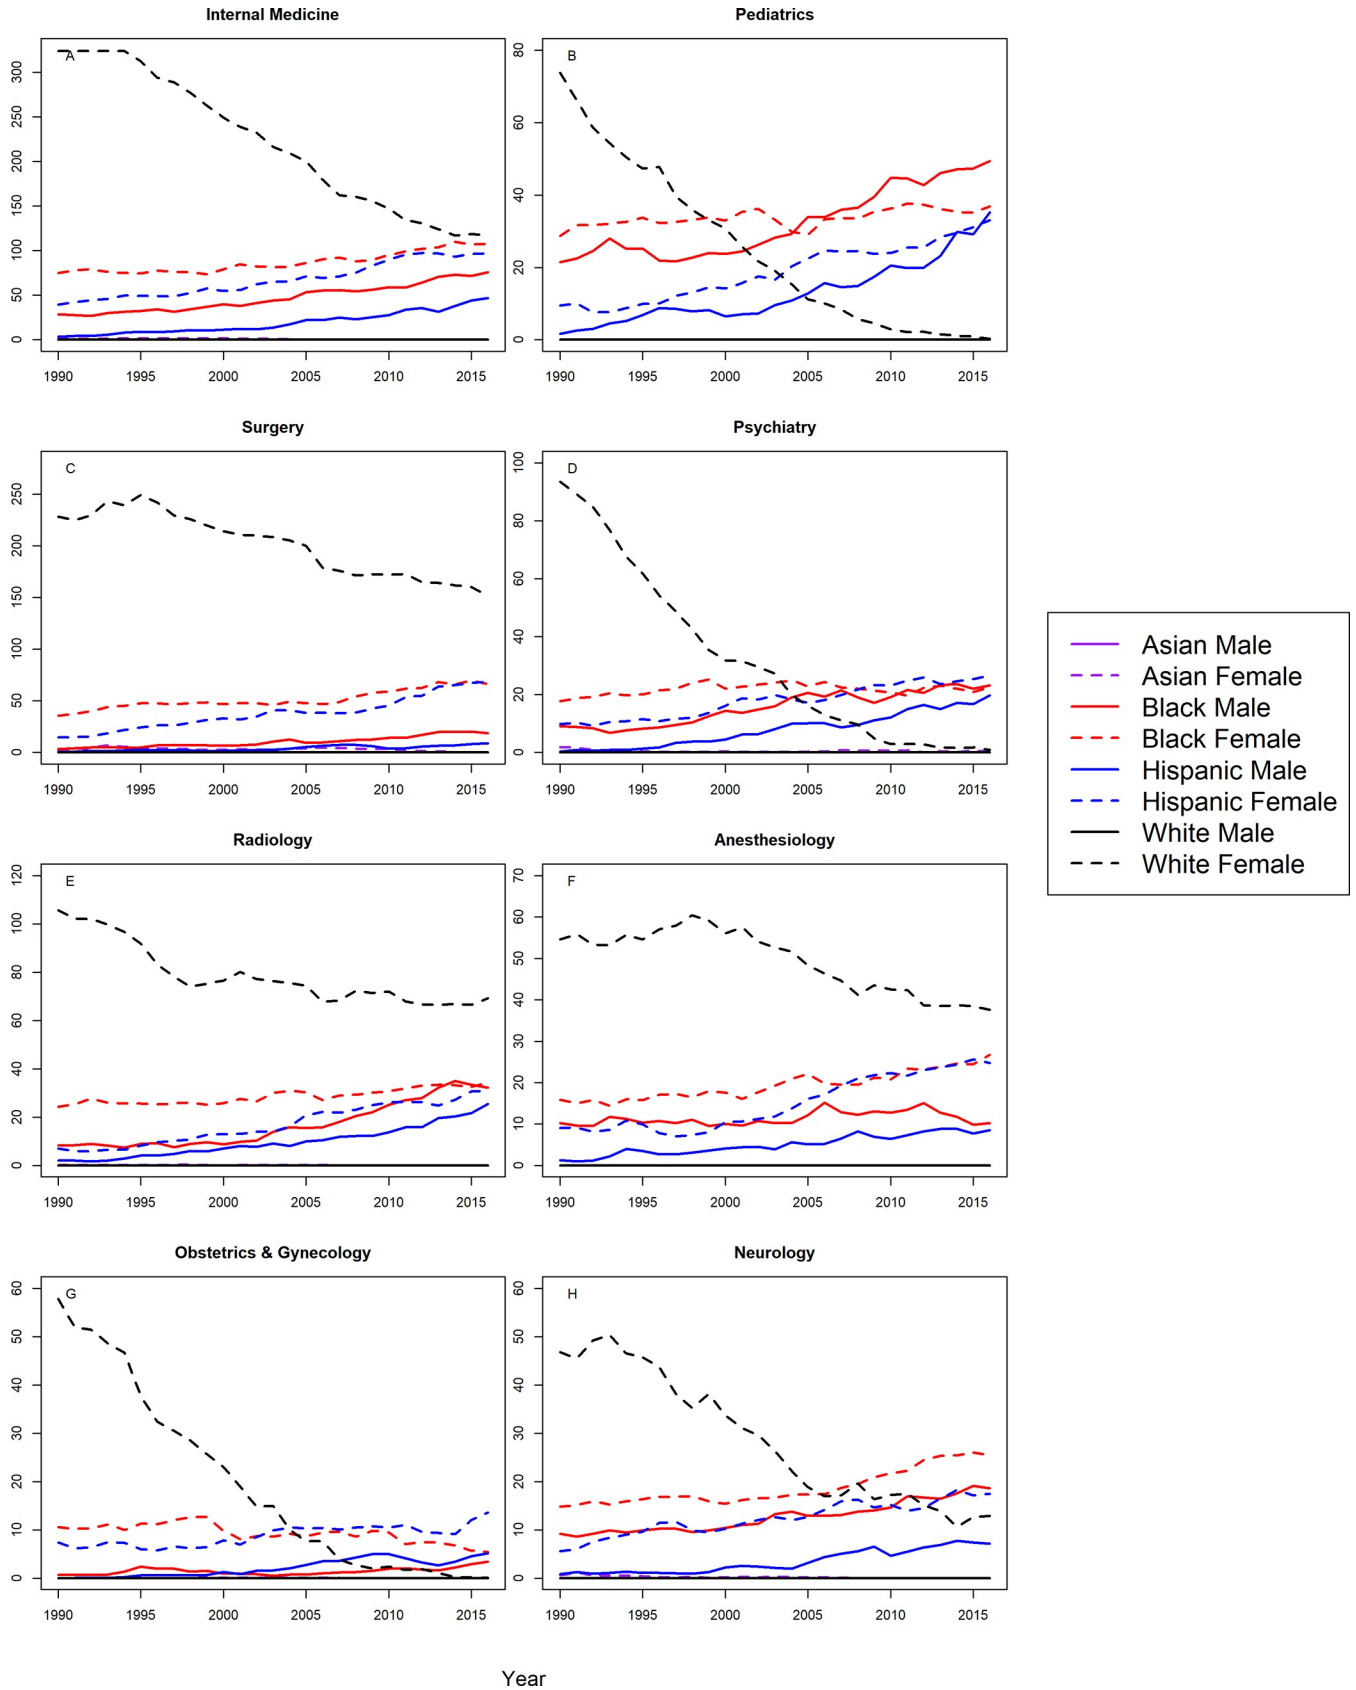 Internal Medicine
A
0 50 100 150 200 250 300
1990 1995 2000 2005 2010 2015
Pediatrics
B
0 20 40 60 80
1990 1995 2000 2005 2010 2015
Surgery
C
0 50 100 150 200 250
1990 1995 2000 2005 2010 2015
Psychiatry
D
0 20 40 60 80 100
1990 1995 2000 2005 2010 2015
Asian Male
Asian Female
Black Male
Black Female
Hispanic Male
Hispanic Female
White Male
White Female
Radiology
E
0 20 40 60 80 100 120
1990 1995 2000 2005 2010 2015
Anesthesiology
F
0 10 20 30 40 50 60 70
1990 1995 2000 2005 2010 2015
Obstetrics & Gynecology
G
0 10 20 30 40 50 60
1990 1995 2000 2005 2010 2015
Neurology
H
0 10 20 30 40 50 60
1990 1995 2000 2005 2010 2015
Year